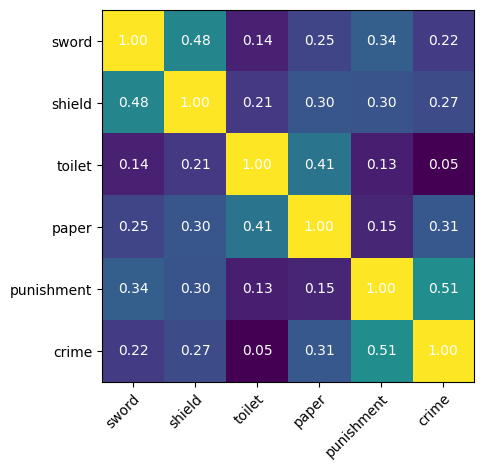 sword 1.00 0.48 0.14 0.25 0.34 0.22
shield 0.48 1.00 0.21 0.30 0.30 0.27
toilet 0.14 0.21 1.00 0.41 0.13 0.05
paper 0.25 0.30 0.41 1.00 0.15 0.31
punishment 0.34 0.30 0.13 0.15 1.00 0.51
crime 0.22 0.27 0.05 0.31 0.51 1.00
sword shield toilet paper punishment crime